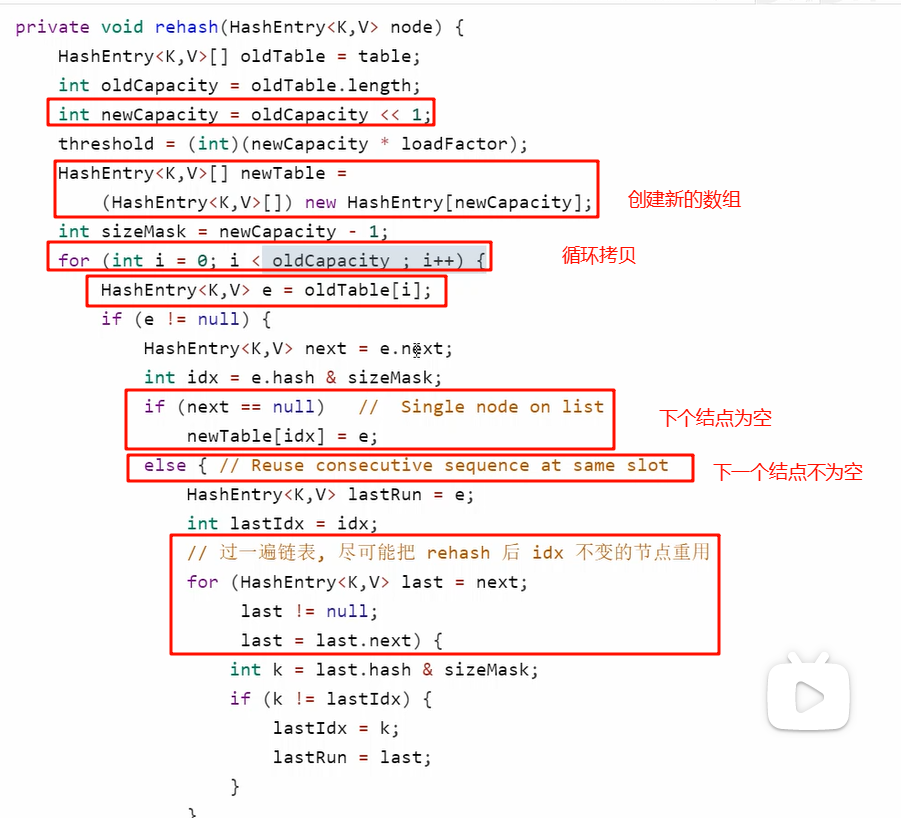 private void rehash(HashEntry<K,V> node) {
HashEntry<K,V>[] oldTable = table;
int oldCapacity = oldTable.length;
int newCapacity = oldCapacity << 1;
threshold = (int)(newCapacity * loadFactor);
HashEntry<K,V>[] newTable =
(HashEntry<K,V>[]) new HashEntry[newCapacity];
创建新的数组
int sizeMask = newCapacity - 1;
for (int i = 0; i < oldCapacity ; i++) {
循环拷贝
HashEntry<K,V> e = oldTable[i];
if (e != null) {
HashEntry<K,V> next = e.next;
int idx = e.hash & sizeMask;
if (next == null) // Single node on list
下个结点为空
newTable[idx] = e;
else { // Reuse consecutive sequence at same slot
下一个结点不为空
HashEntry<K,V> lastRun = e;
int lastIdx = idx;
// 过一遍链表, 尽可能把 rehash 后 idx 不变的节点重用
for (HashEntry<K,V> last = next;
last != null;
last = last.next) {
int k = last.hash & sizeMask;
if (k != lastIdx) {
lastIdx = k;
lastRun = last;
}
}